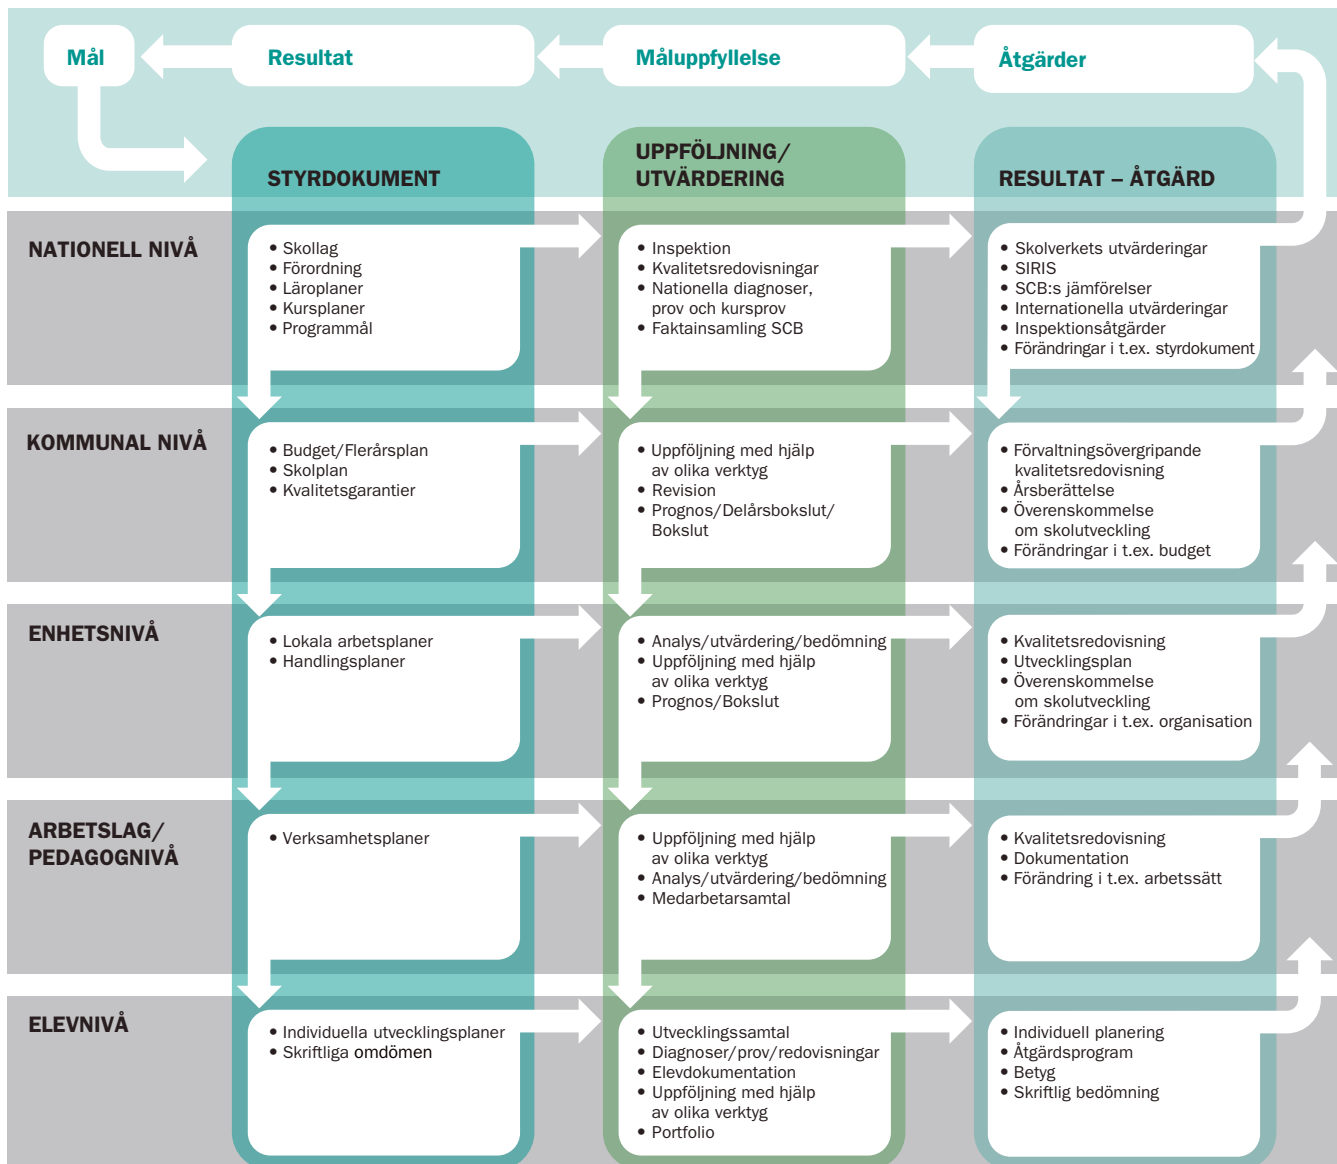 Mål
Resultat
Måluppfyllelse
Åtgärder
STYRDOKUMENT
UPPFÖLJNING/
UTVÄRDERING
RESULTAT – ÅTGÄRD
NATIONELL NIVÅ
• Skollag
• Förordning
• Läroplaner
• Kursplaner
• Programmål
• Inspektion
• Kvalitetsredovisningar
• Nationella diagnoser,
prov och kursprov
• Faktainsamling SCB
• Skolverkets utvärderingar
• SIRIS
• SCB:s jämförelser
• Internationella utvärderingar
• Inspektionsåtgärder
• Förändringar i t.ex. styrdokument
KOMMUNAL NIVÅ
• Budget/Flerårsplan
• Skolplan
• Kvalitetsgarantier
• Uppföljning med hjälp
av olika verktyg
• Revision
• Prognos/Delårsbokslut/
Bokslut
• Förvaltningsövergripande
kvalitetsredovisning
• Årsberättelse
• Överenskommelse
om skolutveckling
• Förändringar i t.ex. budget
ENHETSNIVÅ
• Lokala arbetsplaner
• Handlingsplaner
• Analys/utvärdering/bedömning
• Uppföljning med hjälp
av olika verktyg
• Prognos/Bokslut
• Kvalitetsredovisning
• Utvecklingsplan
• Överenskommelse
om skolutveckling
• Förändringar i t.ex. organisation
ARBETSLAG/
PEDAGOGNIVÅ
• Verksamhetsplaner
• Uppföljning med hjälp
av olika verktyg
• Analys/utvärdering/bedömning
• Medarbetarsamtal
• Kvalitetsredovisning
• Dokumentation
• Förändring i t.ex. arbetssätt
ELEVNIVÅ
• Individuella utvecklingsplaner
• Skriftliga omdömen
• Utvecklingssamtal
• Diagnoser/prov/redovisningar
• Elevdokumentation
• Uppföljning med hjälp
av olika verktyg
• Portfolio
• Individuell planering
• Åtgärdsprogram
• Betyg
• Skriftlig bedömning